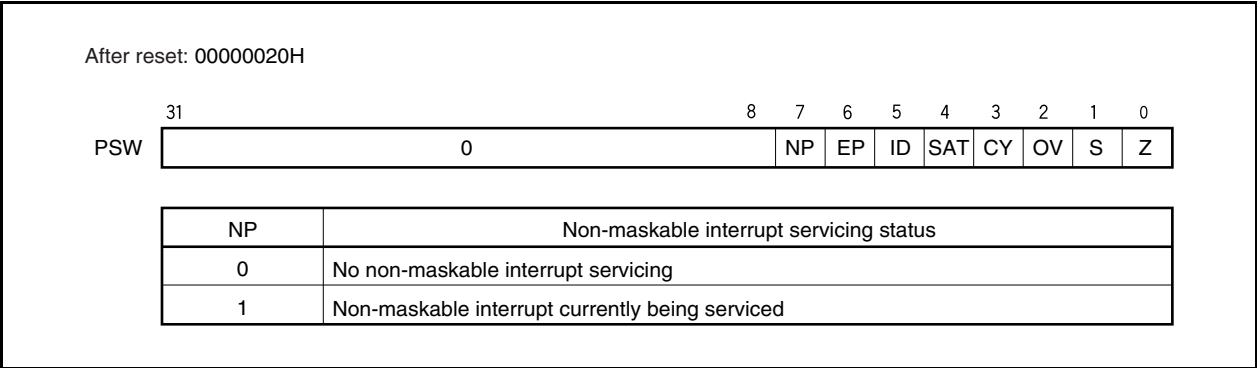 After reset: 00000020H
31 8 7 6 5 4 3 2 1 0
PSW 0 NP EP ID SAT CY OV S Z
NP Non-maskable interrupt servicing status
0 No non-maskable interrupt servicing
1 Non-maskable interrupt currently being serviced